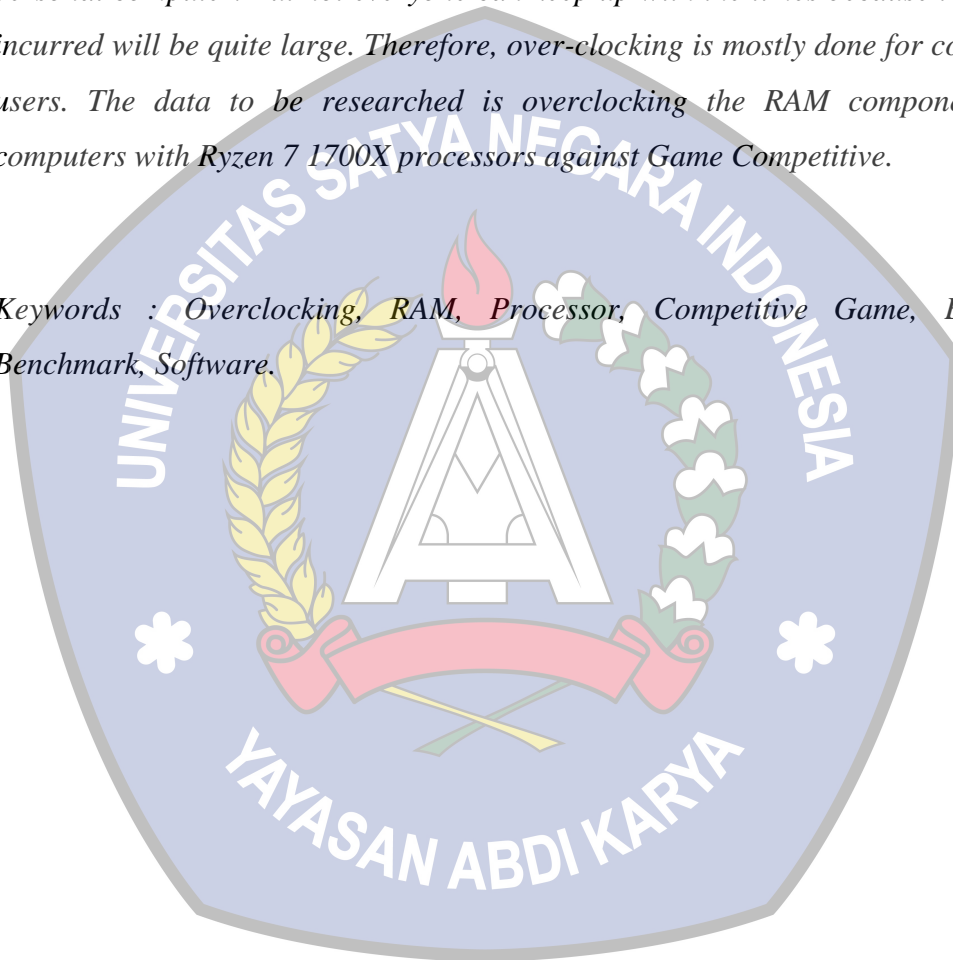 incurred will be quite large. Therefore, over-clocking is mostly done for
users. The data to be researched is overclocking the RAM
computers with Ryzen 7 1700X processors against Game Competitive.
Keywords : Overclocking, RAM, Processor, Competitive Game,
Benchmark, Software.
UNIVERSITAS SATYA NEGARA INDONESIA
YAYASAN ABDI KARYA